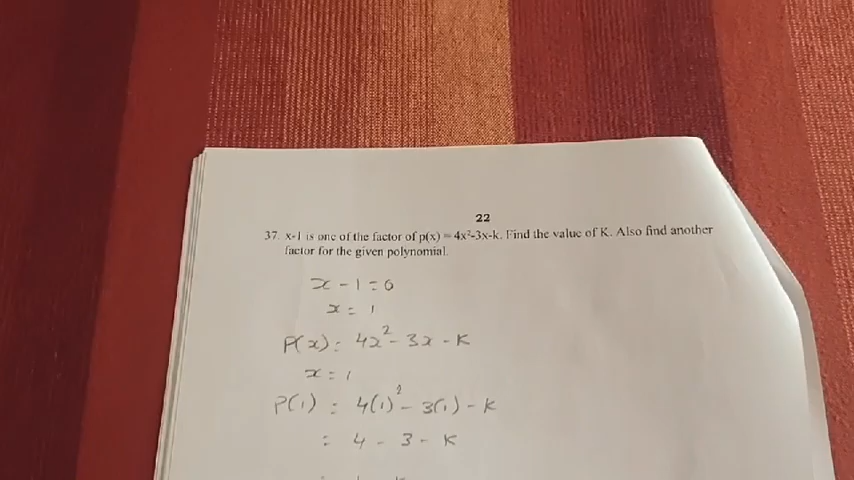 22
37. x-1 is one of the factor of p(x) = 4x²-3x-k. Find the value of K. Also find another
factor for the given polynomial.
x - 1 = 0
x = 1
P(x) = 4x² - 3x - K
x = 1
P(1) = 4(1)² - 3(1) - K
= 4 - 3 - K